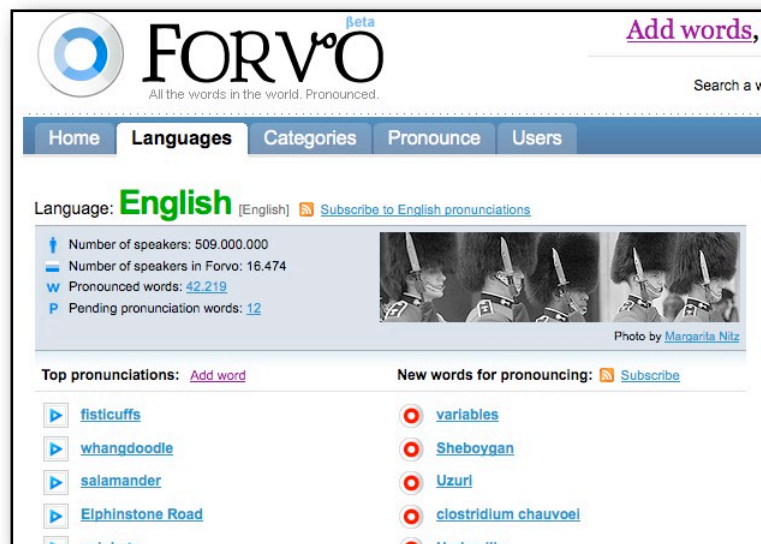 βeta
FORVO
All the words in the world. Pronounced.
Add words,
Search a w
Home Languages Categories Pronounce Users
Language: English [English] Subscribe to English pronunciations
Number of speakers: 509.000.000
Number of speakers in Forvo: 16.474
W Pronounced words: 42.219
P Pending pronunciation words: 12
Photo by Margarita Nitz
Top pronunciations: Add word
New words for pronouncing: Subscribe
fisticuffs
whangdoodle
salamander
Elphinstone Road
variables
Sheboygan
Uzuri
clostridium chauvoei